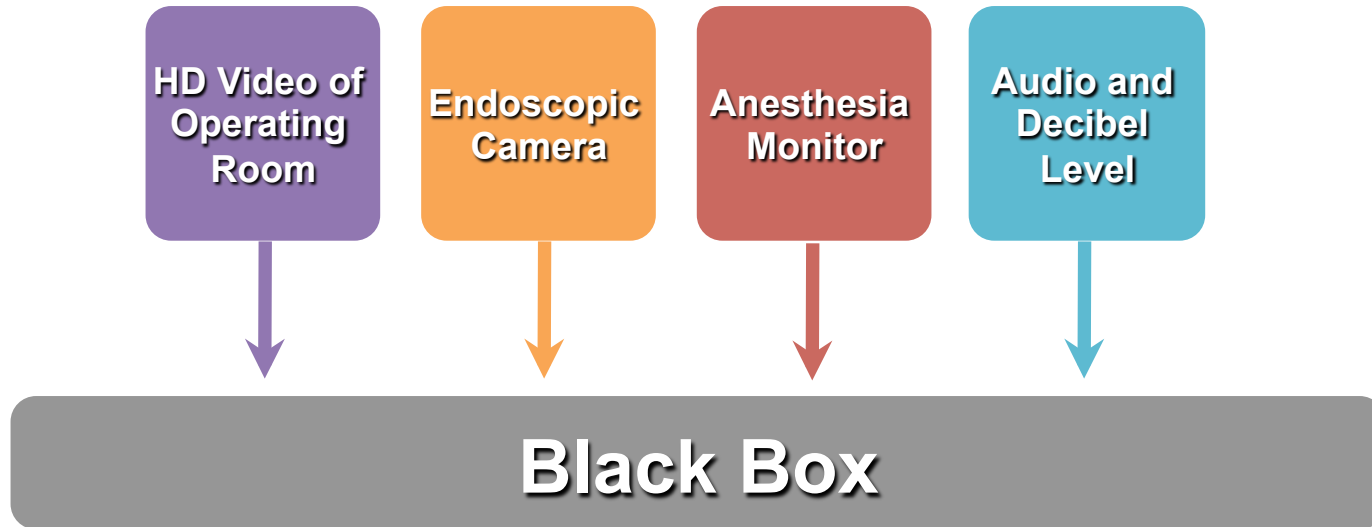 HD Video of
Operating
Room
Endoscopic
Camera
Anesthesia
Monitor
Audio and
Decibel
Level
Black Box